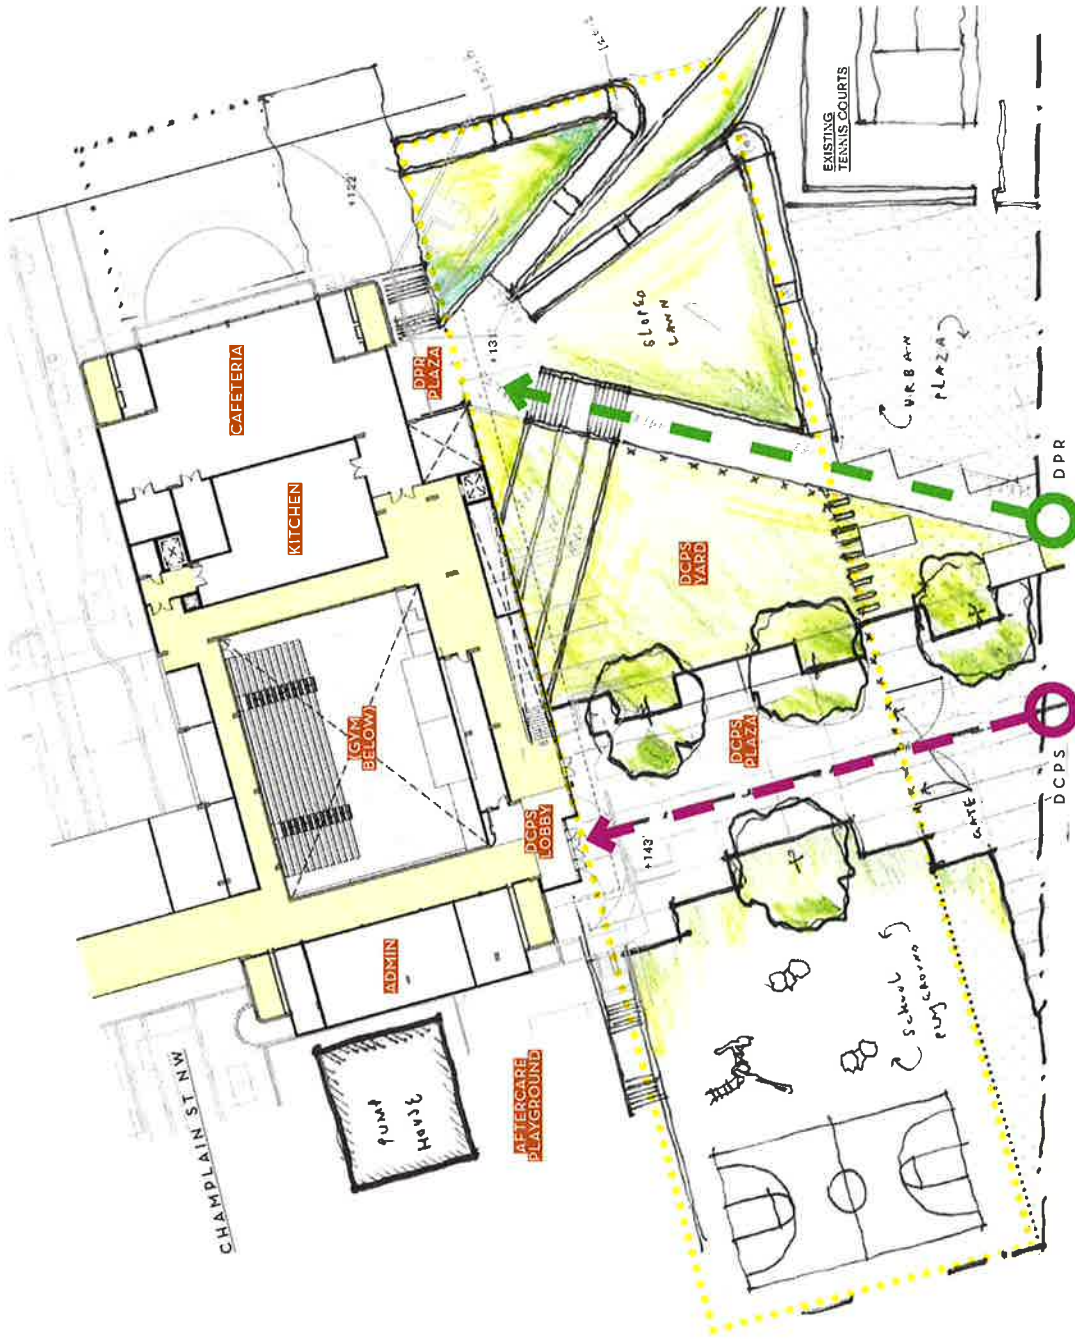 CHAMPLAIN ST NW
PUMP
HOUSE
AFTERCARE
PLAYGROUND
ADMIN
(GYM
BELOW)
KITCHEN
CAFETERIA
DCPS
LOBBY
DPR
PLAZA
+122'
+131'
+143'
SLOPED
LAWN
DCPS
YARD
DCPS
PLAZA
EXISTING
TENNIS COURTS
URBAN
PLAZA
SCHOOL
PLAYGROUND
GATE
DCPS
DPR